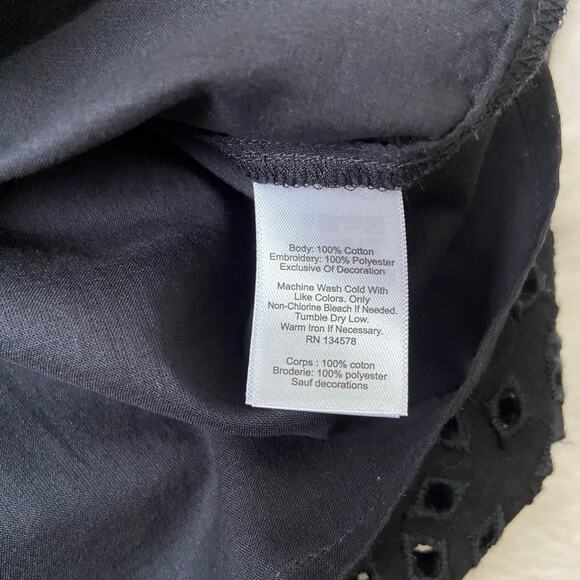 Body: 100% Cotton
Embroidery: 100% Polyester
Exclusive Of Decoration
Machine Wash Cold With
Like Colors. Only
Non-Chlorine Bleach If Needed.
Tumble Dry Low.
Warm Iron If Necessary.
RN 134578
Corps : 100% coton
Broderie: 100% polyester
Sauf decorations